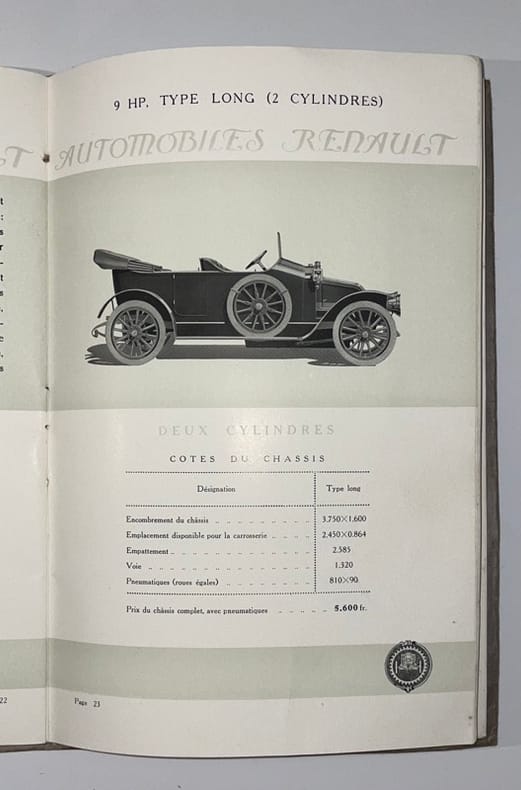 9 HP. TYPE LONG (2 CYLINDRES)
AUTOMOBILES RENAULT
DEUX CYLINDRES
COTES DU CHASSIS
Désignation Type long
Encombrement du châssis 3.750×1.600
Emplacement disponible pour la carrosserie 2.450×0.864
Empattement 2.585
Voie 1.320
Pneumatiques (roues égales) 810×90
Prix du châssis complet, avec pneumatiques 5.600 fr.
22
Page 23